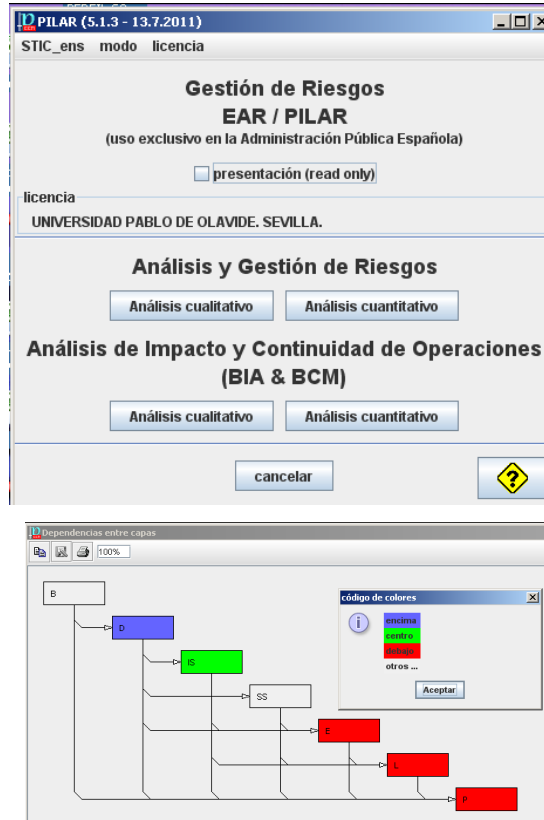 PILAR (5.1.3 - 13.7.2011)
STIC_ens modo licencia
Gestión de Riesgos
EAR / PILAR
(uso exclusivo en la Administración Pública Española)
presentación (read only)
licencia
UNIVERSIDAD PABLO DE OLAVIDE. SEVILLA.
Análisis y Gestión de Riesgos
Análisis cualitativo Análisis cuantitativo
Análisis de Impacto y Continuidad de Operaciones
(BIA & BCM)
Análisis cualitativo Análisis cuantitativo
cancelar
?
Dependencias entre capas
100%
B
código de colores
encima
D
centro
debajo
IS
otros ...
Aceptar
SS
E
L
P